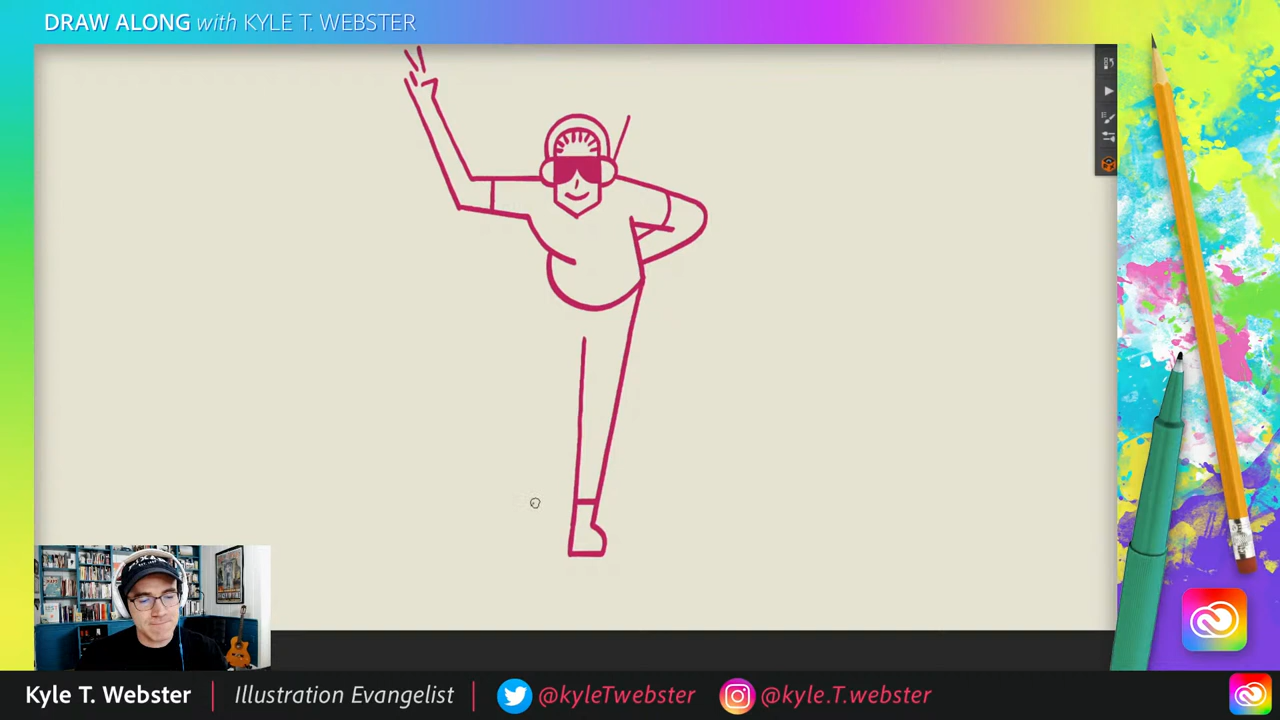 DRAW ALONG with KYLE T. WEBSTER
Kyle T. Webster | Illustration Evangelist | @kyleTwebster @kyle.T.webster